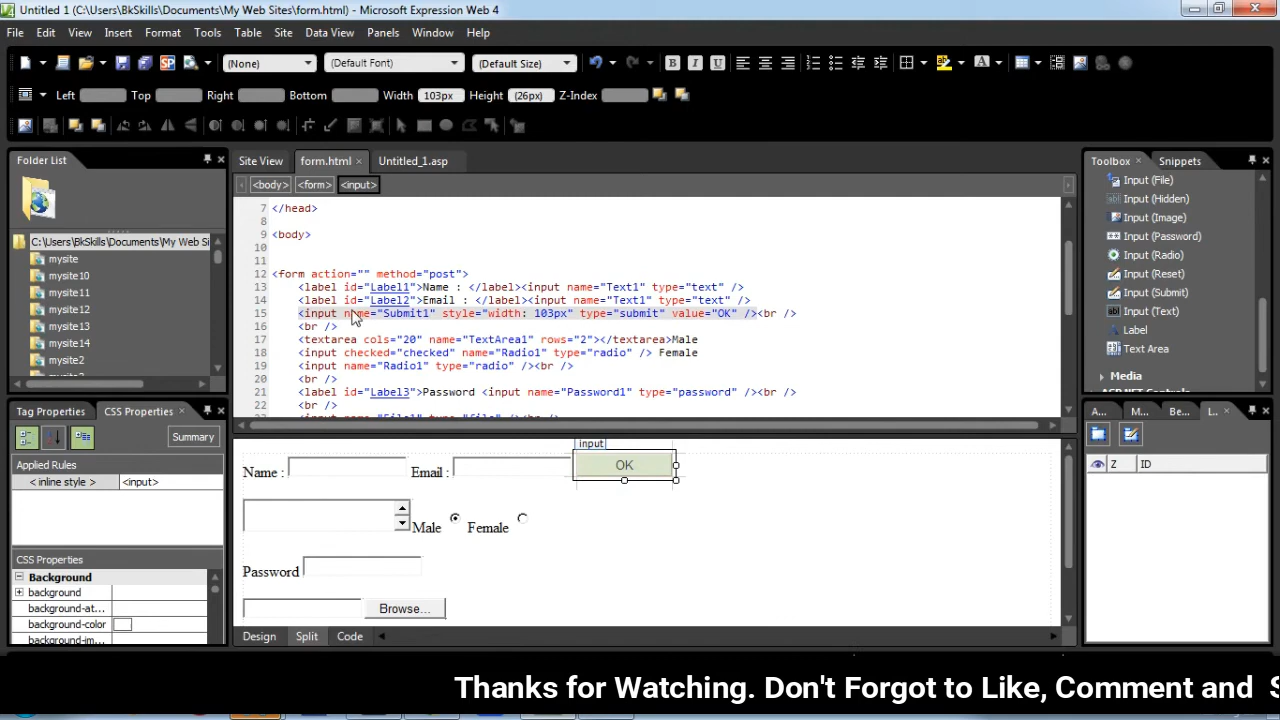 Untitled 1 (C:\Users\BkSkills\Documents\My Web Sites\form.html) - Microsoft Expression Web 4
File Edit View Insert Format Tools Table Site Data View Panels Window Help
(None) (Default Font) (Default Size) B I U
Left Top Right Bottom Width 103px Height (26px) Z-Index
Folder List
Site View form.html Untitled_1.asp
Toolbox Snippets
<body> <form> <input>
C:\Users\BkSkills\Documents\My Web Si
mysite
mysite10
mysite11
mysite12
mysite13
mysite14
mysite2
7 </head>
8
9 <body>
10
11
12 <form action="" method="post">
13 <label id="Label1">Name : </label><input name="Text1" type="text" />
14 <label id="Label2">Email : </label><input name="Text1" type="text" />
15 <input name="Submit1" style="width: 103px" type="submit" value="OK" /><br />
16 <br />
17 <textarea cols="20" name="TextArea1" rows="2"></textarea>Male
18 <input checked="checked" name="Radio1" type="radio" /> Female
19 <input name="Radio1" type="radio" /><br />
20 <br />
21 <label id="Label3">Password <input name="Password1" type="password" /><br />
22 <br />
Input (File)
Input (Hidden)
Input (Image)
Input (Password)
Input (Radio)
Input (Reset)
Input (Submit)
Input (Text)
Label
Text Area
Media
Tag Properties CSS Properties
Summary
Applied Rules
< inline style > <input>
CSS Properties
Background
background
background-at...
background-color
background-im...
input
Name : Email : OK
Male Female
Password
Browse...
Design Split Code
A... M... Be... L...
Z ID
Thanks for Watching. Don't Forgot to Like, Comment and